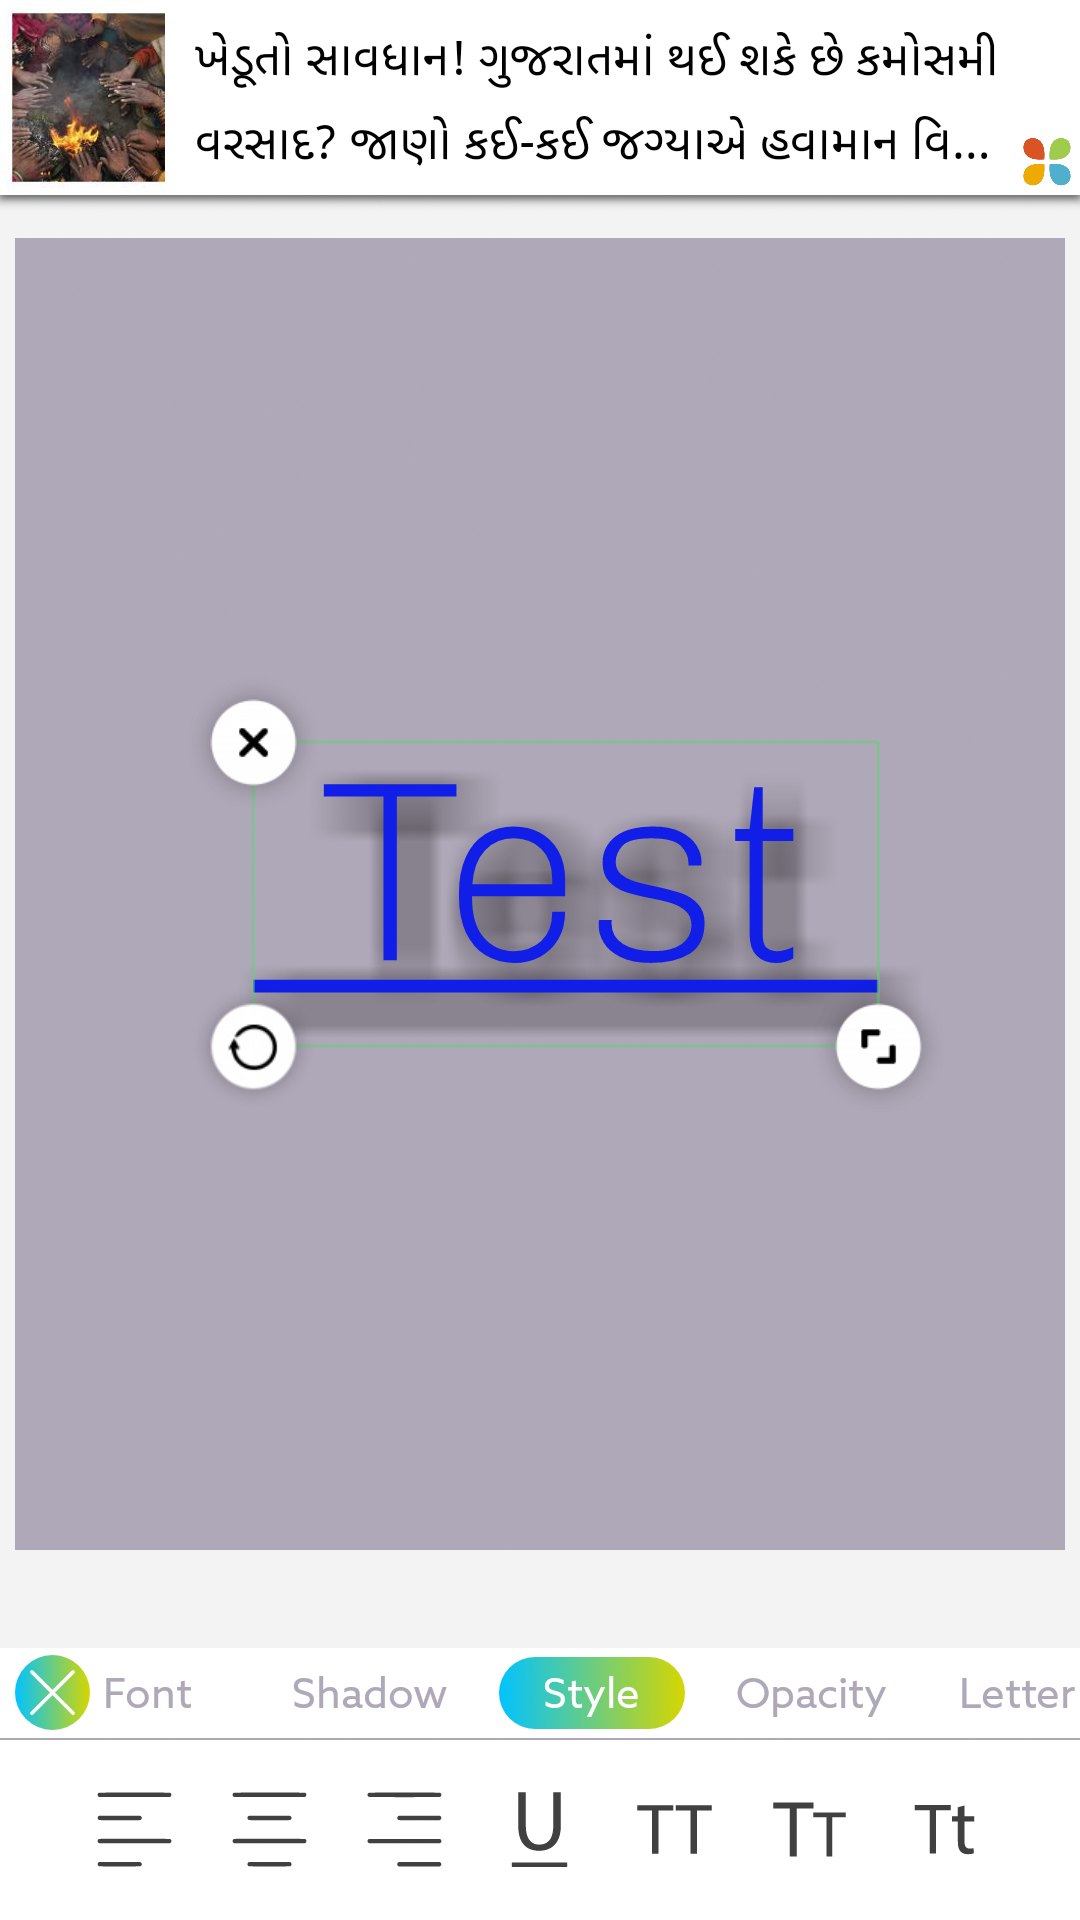 ખેડૂતો સાવધાન! ગુજરાતમાં થઈ શકે છે કમોસમી
વરસાદ? જાણો કઈ-કઈ જગ્યાએ હવામાન વિ...
Test
Font Shadow Style Opacity Letter
U TT TT Tt